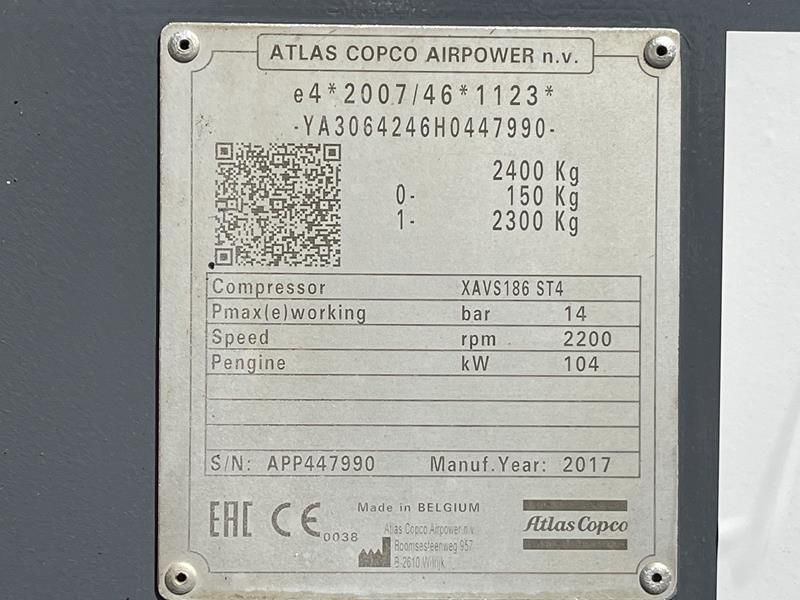 ATLAS COPCO AIRPOWER n.v.
e4*2007/46*1123*
-YA3064246H0447990-
2400 Kg
0- 150 Kg
1- 2300 Kg
Compressor XAVS186 ST4
Pmax(e)working bar 14
Speed rpm 2200
Pengine kW 104
S/N: APP447990 Manuf.Year: 2017
EAC CE 0038
Made in BELGIUM
Atlas Copco Airpower n.v.
Boomsesteenweg 957
B-2610 Wilrijk
Atlas Copco